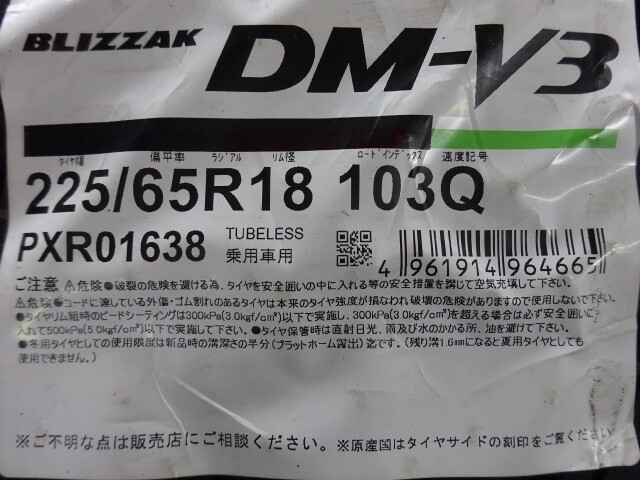 BLIZZAK DM-V3
タイヤ幅 偏平率 ラジアル リム径 ロードインデックス 速度記号
225/65R18 103Q
PXR01638 TUBELESS 乗用車用
4 961914 964665
ご注意 ⚠危険●破裂の危険を避ける為、タイヤを安全囲いの中に入れる等の安全措置を講じて空気充填して下さい。
⚠危険●コードに達している外傷・ゴム割れのあるタイヤは本来のタイヤ強度が損なわれ破壊の危険がありますので使用しないで下さい。
●タイヤリム組時のビードシーティングは300kPa(3.0kgf/cm²)以下で実施し、300kPa(3.0kgf/cm²)を超える場合は必ず安全囲いに
入れて500kPa(5.0kgf/cm²)以下で実施して下さい。●タイヤ保管時は直射日光、雨及び水のかかる所、油を避けて下さい。
●冬用タイヤとしての使用限度は新品時の溝深さの半分(プラットホーム露出)迄です。(残り溝1.6mmになると夏用タイヤとしても
使用できません。)
※ご不明な点は販売店にご相談ください。 ※原産国はタイヤサイドの刻印をご覧ください